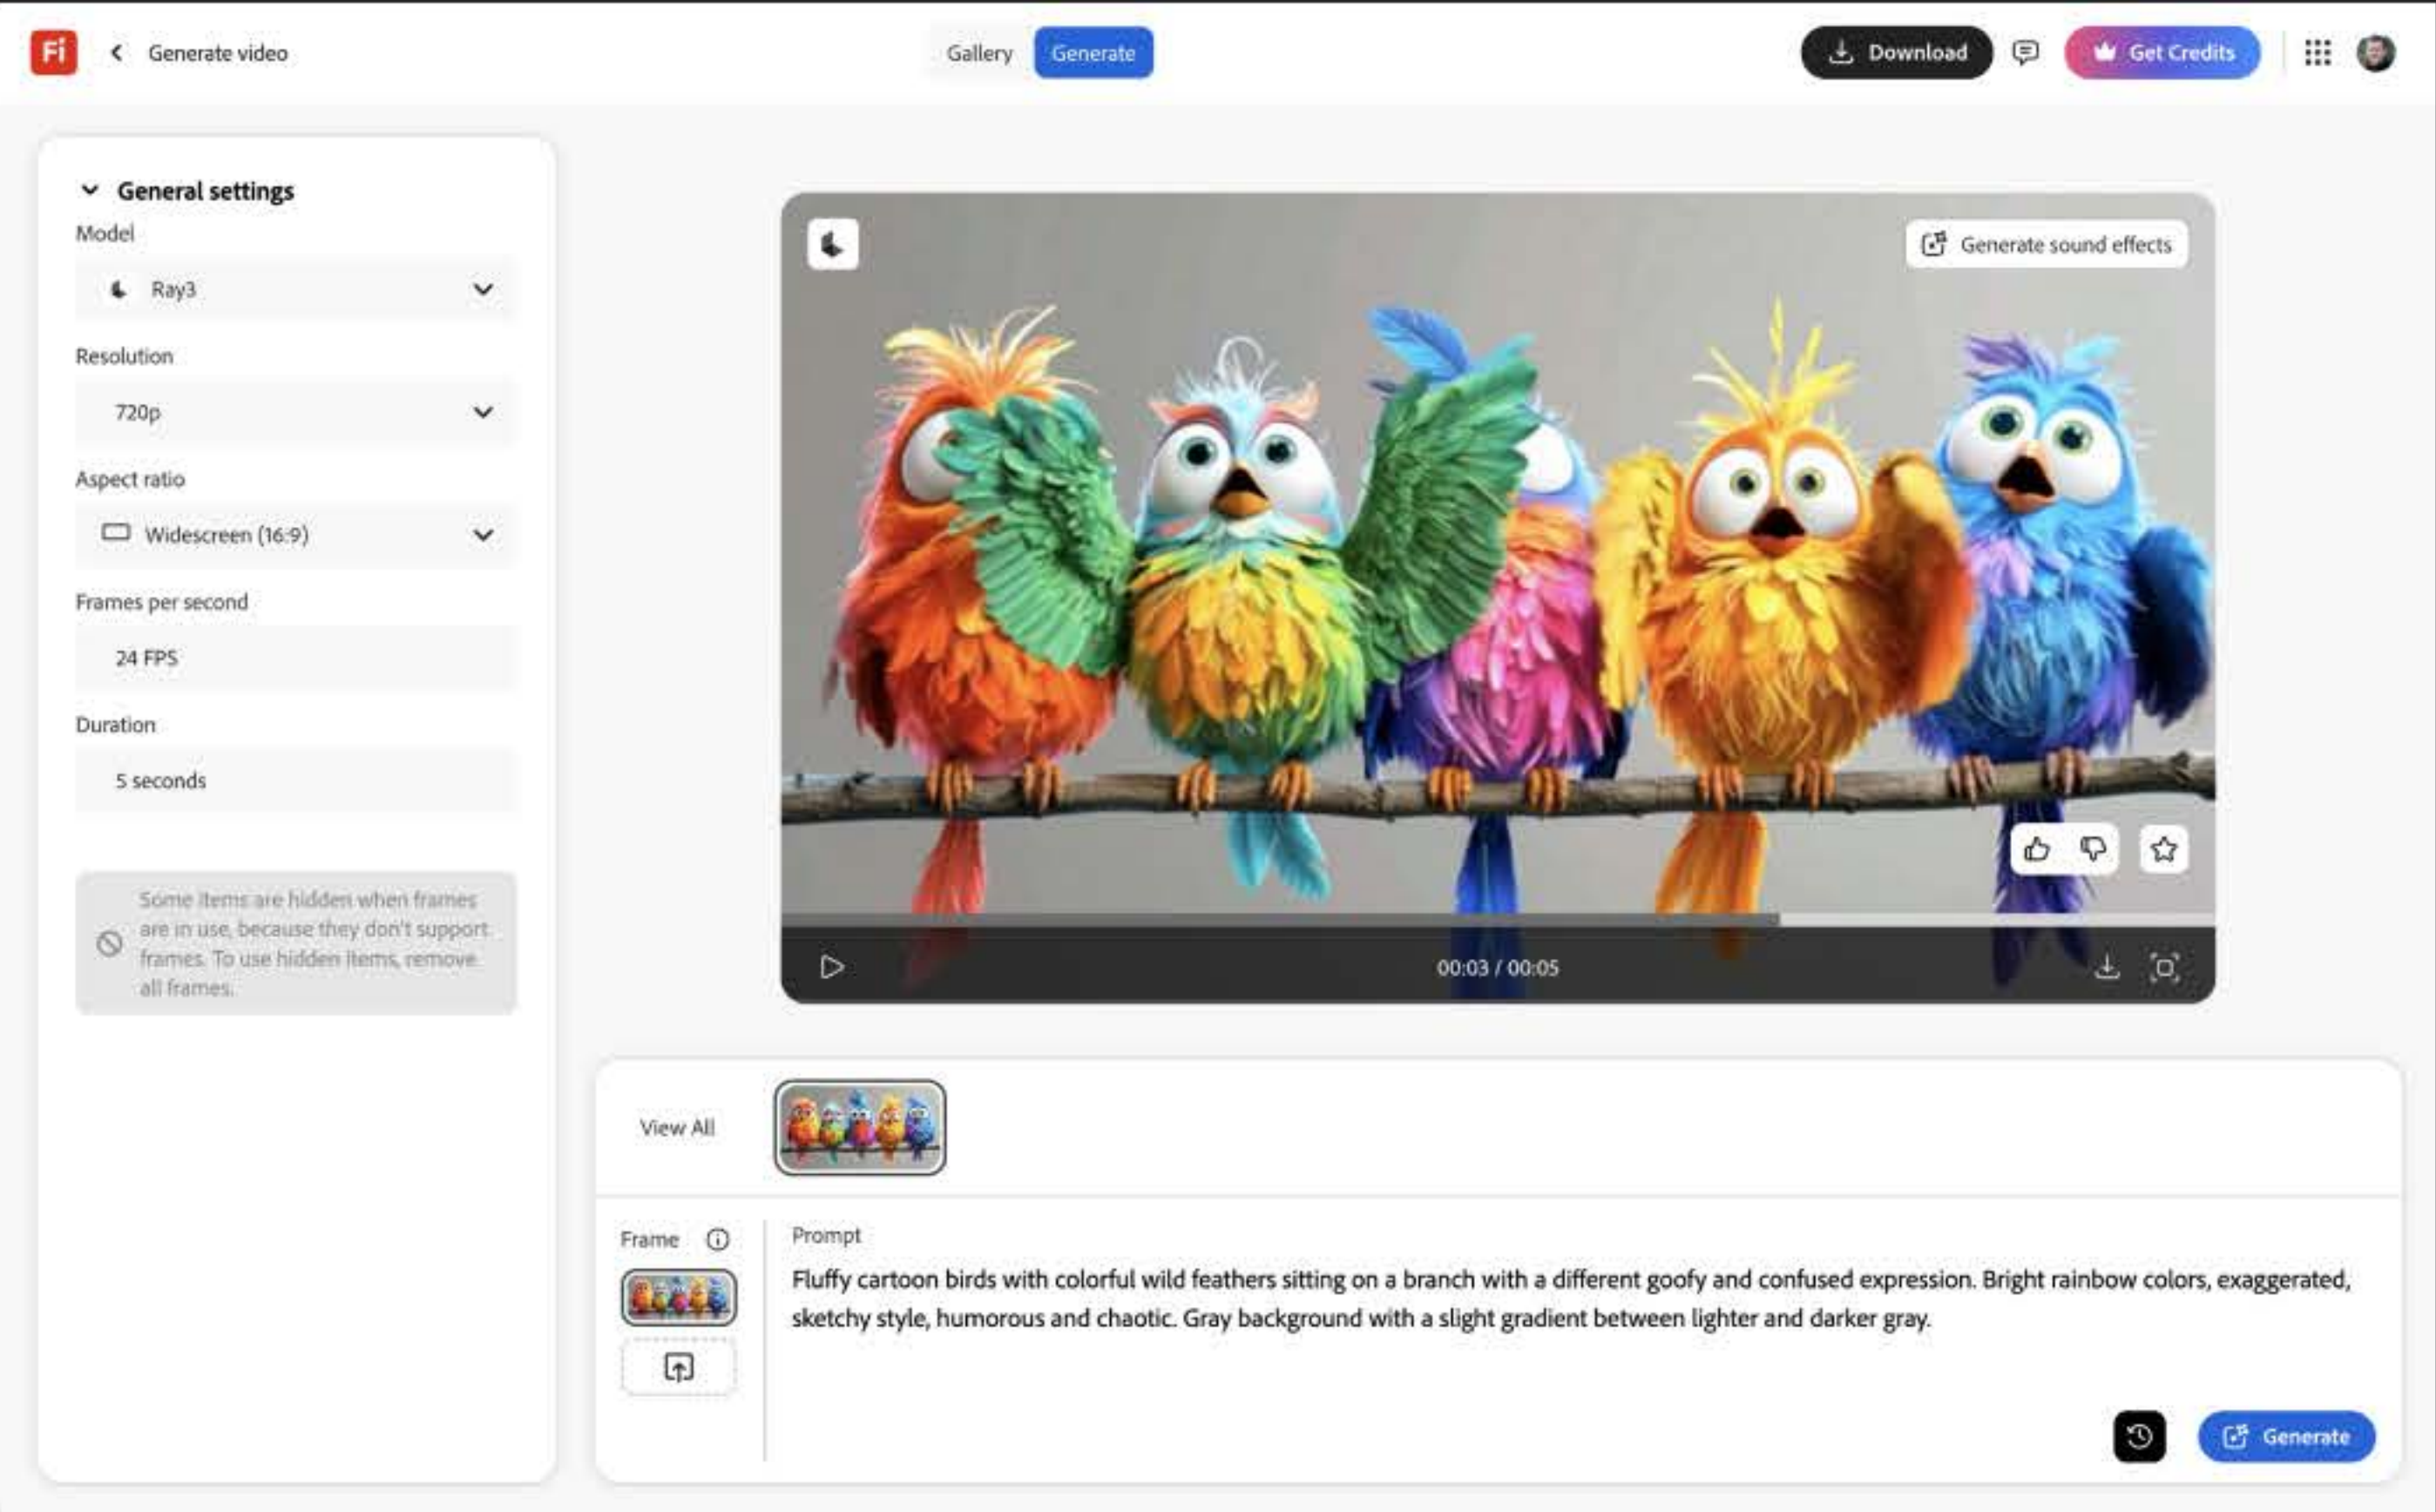 Fi
Generate video
Gallery
Generate
Download
Get Credits
General settings
Model
Ray3
Resolution
720p
Aspect ratio
Widescreen (16:9)
Frames per second
24 FPS
Duration
5 seconds
Some items are hidden when frames
are in use, because they don't support
frames. To use hidden items, remove
all frames.
Generate sound effects
00:03 / 00:05
View All
Frame
Prompt
Fluffy cartoon birds with colorful wild feathers sitting on a branch with a different goofy and confused expression. Bright rainbow colors, exaggerated,
sketchy style, humorous and chaotic. Gray background with a slight gradient between lighter and darker gray.
Generate